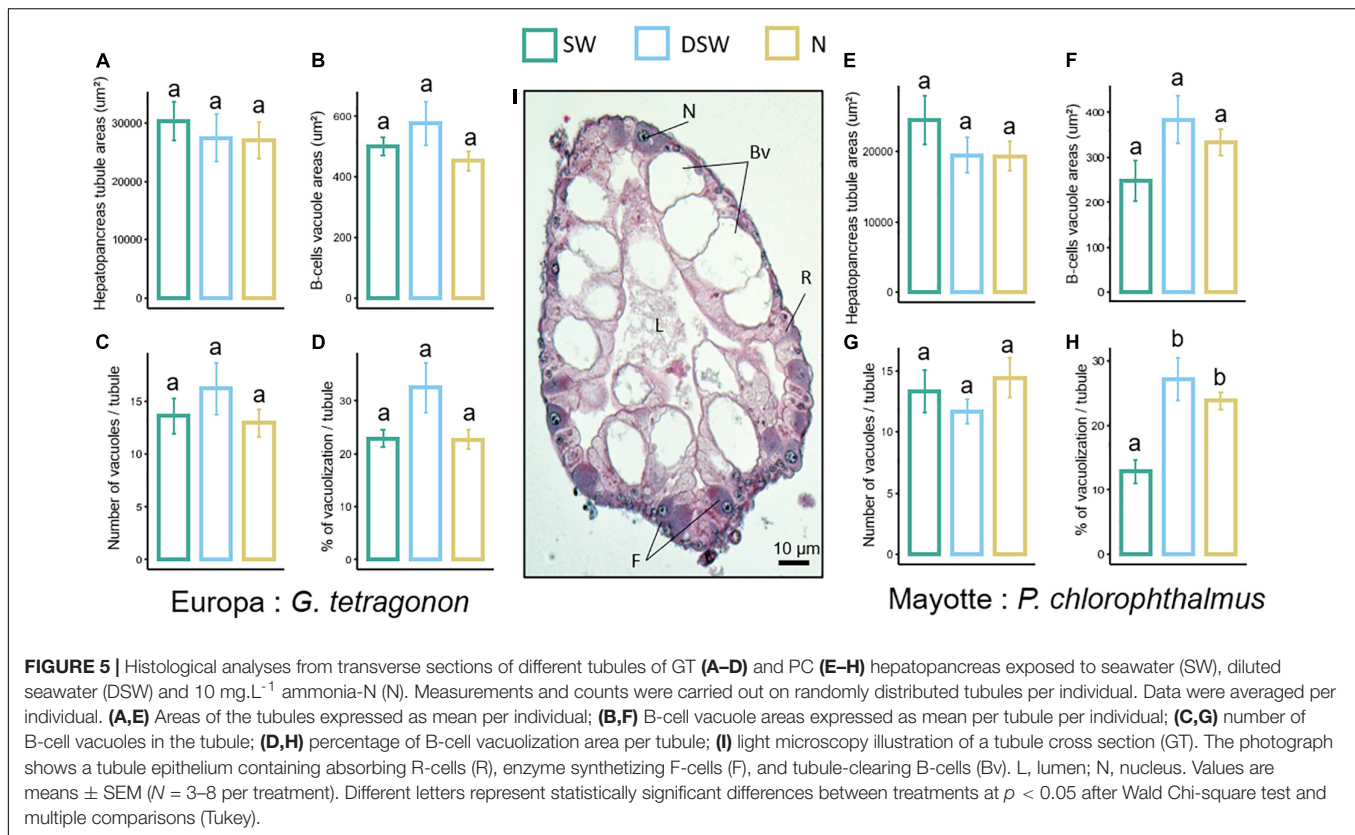 SW DSW N
A
Hepatopancreas tubule areas (um²)
30000
20000
10000
0
a a a
B
B-cells vacuole areas (um²)
600
400
200
0
a a a
C
Number of vacuoles / tubule
15
10
5
0
a a a
D
% of vacuolization / tubule
30
20
10
0
a a a
Europa : G. tetragonon
I
N
Bv
R
L
F
10 µm
E
Hepatopancreas tubule areas (um²)
20000
10000
0
a a a
F
B-cells vacuole areas (um²)
400
300
200
100
0
a a a
G
Number of vacuoles / tubule
15
10
5
0
a a a
H
% of vacuolization / tubule
30
20
10
0
a b b
Mayotte : P. chlorophthalmus
FIGURE 5 | Histological analyses from transverse sections of different tubules of GT (A–D) and PC (E–H) hepatopancreas exposed to seawater (SW), diluted
seawater (DSW) and 10 mg.L-1 ammonia-N (N). Measurements and counts were carried out on randomly distributed tubules per individual. Data were averaged per
individual. (A,E) Areas of the tubules expressed as mean per individual; (B,F) B-cell vacuole areas expressed as mean per tubule per individual; (C,G) number of
B-cell vacuoles in the tubule; (D,H) percentage of B-cell vacuolization area per tubule; (I) light microscopy illustration of a tubule cross section (GT). The photograph
shows a tubule epithelium containing absorbing R-cells (R), enzyme synthetizing F-cells (F), and tubule-clearing B-cells (Bv). L, lumen; N, nucleus. Values are
means ± SEM (N = 3–8 per treatment). Different letters represent statistically significant differences between treatments at p < 0.05 after Wald Chi-square test and
multiple comparisons (Tukey).